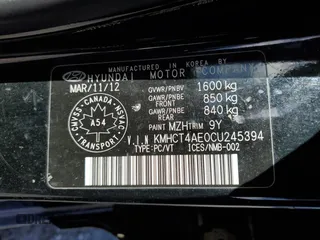 MANUFACTURED IN KOREA BY
HYUNDAI MOTOR COMPANY
MAR/11/12 GVWR/PNBV 1600 kg
GAWR/PNBE FRONT 850 kg
GAWR/PNBE REAR 840 kg
PAINT MZH TRIM 9Y
V.I.N KMHCT4AE0CU245394
TYPE:PC/VT ICES/NMB-002
CMVSS-CANADA-NSVAC
A54